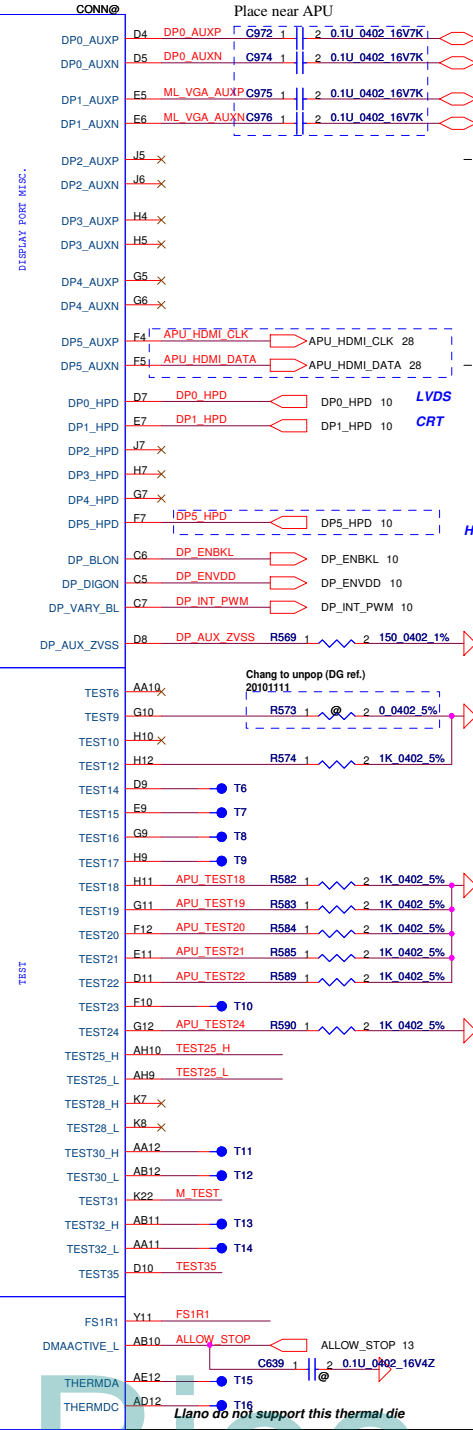 CONN@ Place near APU
DP0_AUXP D4 DP0_AUXP C972 1 2 0.1U_0402_16V7K
DP0_AUXN D5 DP0_AUXN C974 1 2 0.1U_0402_16V7K
DP1_AUXP E5 ML_VGA_AUXP C975 1 2 0.1U_0402_16V7K
DP1_AUXN E6 ML_VGA_AUXN C976 1 2 0.1U_0402_16V7K
DP2_AUXP J5
DP2_AUXN J6
DISPLAY PORT MISC.
DP3_AUXP H4
DP3_AUXN H5
DP4_AUXP G5
DP4_AUXN G6
DP5_AUXP F4 APU_HDMI_CLK APU_HDMI_CLK 28
DP5_AUXN F5 APU_HDMI_DATA APU_HDMI_DATA 28
DP0_HPD D7 DP0_HPD DP0_HPD 10 LVDS
DP1_HPD E7 DP1_HPD DP1_HPD 10 CRT
DP2_HPD J7
DP3_HPD H7
DP4_HPD G7
DP5_HPD F7 DP5_HPD DP5_HPD 10 H
DP_BLON C6 DP_ENBKL DP_ENBKL 10
DP_DIGON C5 DP_ENVDD DP_ENVDD 10
DP_VARY_BL C7 DP_INT_PWM DP_INT_PWM 10
DP_AUX_ZVSS D8 DP_AUX_ZVSS R569 1 2 150_0402_1%
Chang to unpop (DG ref.)
20101111
TEST6 AA10
TEST9 G10 R573 1 @ 2 0_0402_5%
TEST10 H10
TEST12 H12 R574 1 2 1K_0402_5%
TEST14 D9 T6
TEST15 E9 T7
TEST16 G9 T8
TEST17 H9 T9
TEST18 H11 APU_TEST18 R582 1 2 1K_0402_5%
TEST19 G11 APU_TEST19 R583 1 2 1K_0402_5%
TEST20 F12 APU_TEST20 R584 1 2 1K_0402_5%
TEST21 E11 APU_TEST21 R585 1 2 1K_0402_5%
TEST
TEST22 D11 APU_TEST22 R589 1 2 1K_0402_5%
TEST23 F10 T10
TEST24 G12 APU_TEST24 R590 1 2 1K_0402_5%
TEST25_H AH10 TEST25_H
TEST25_L AH9 TEST25_L
TEST28_H K7
TEST28_L K8
TEST30_H AA12 T11
TEST30_L AB12 T12
TEST31 K22 M_TEST
TEST32_H AB11 T13
TEST32_L AA11 T14
TEST35 D10 TEST35
FS1R1 Y11 FS1R1
DMAACTIVE_L AB10 ALLOW_STOP ALLOW_STOP 13
C639 1 2 0.1U_0402_16V4Z
@
THERMDA AE12 T15
THERMDC AD12 T16
Llano do not support this thermal die